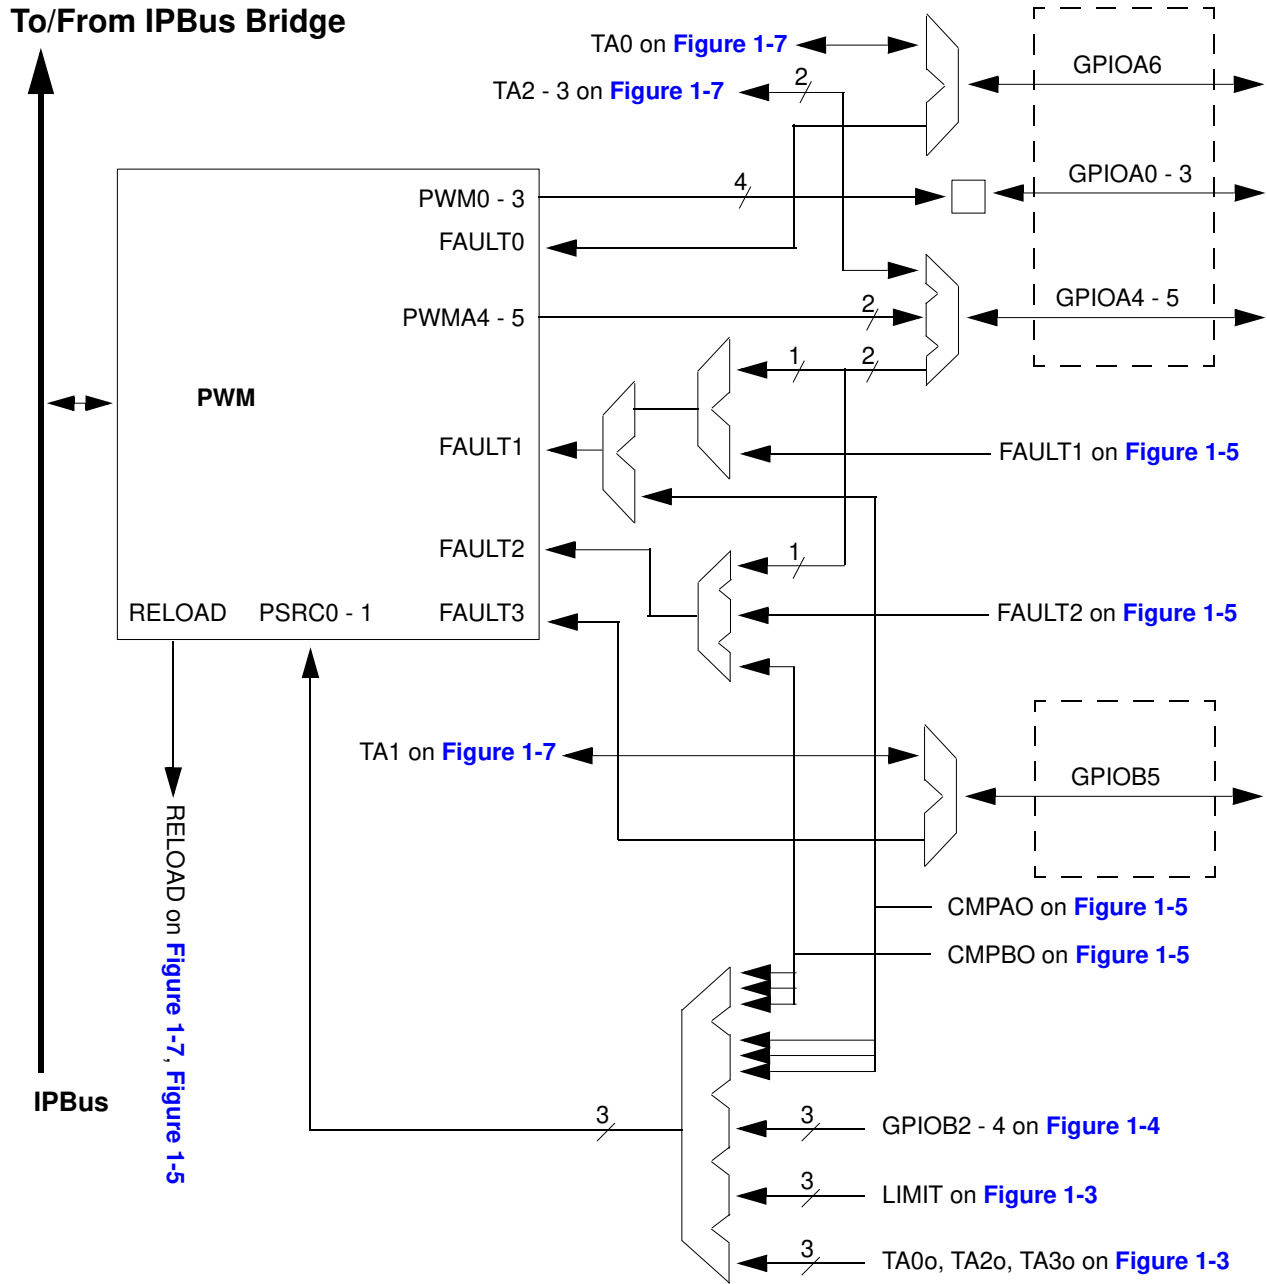 To/From IPBus Bridge
TA0 on Figure 1-7
TA2 - 3 on Figure 1-7
2
GPIOA6
PWM0 - 3
4
GPIOA0 - 3
FAULT0
PWMA4 - 5
2
GPIOA4 - 5
1
2
PWM
FAULT1
FAULT1 on Figure 1-5
FAULT2
1
RELOAD
PSRC0 - 1
FAULT3
FAULT2 on Figure 1-5
TA1 on Figure 1-7
GPIOB5
RELOAD on Figure 1-7, Figure 1-5
CMPAO on Figure 1-5
CMPBO on Figure 1-5
IPBus
3
3
GPIOB2 - 4 on Figure 1-4
3
LIMIT on Figure 1-3
3
TA0o, TA2o, TA3o on Figure 1-3